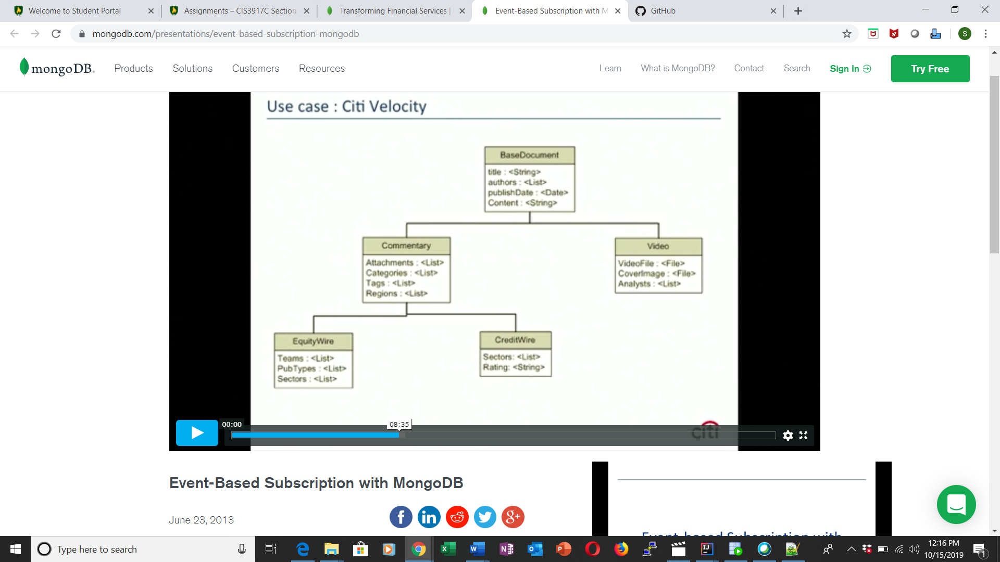 Welcome to Student Portal
Assignments – CIS3917C Section
Transforming Financial Services |
Event-Based Subscription with M
GitHub
mongodb.com/presentations/event-based-subscription-mongodb
S
mongoDB.
Products
Solutions
Customers
Resources
Learn
What is MongoDB?
Contact
Search
Sign In
Try Free
Use case : Citi Velocity
BaseDocument
title : <String>
authors : <List>
publishDate : <Date>
Content : <String>
Commentary
Attachments : <List>
Categories : <List>
Tags : <List>
Regions : <List>
Video
VideoFile : <File>
CoverImage : <File>
Analysts : <List>
EquityWire
Teams : <List>
PubTypes : <List>
Sectors : <List>
CreditWire
Sectors: <List>
Rating: <String>
00:00
08:35
citi
Event-Based Subscription with MongoDB
June 23, 2013
Event-based Subscription with
Type here to search
12:16 PM
10/15/2019
1